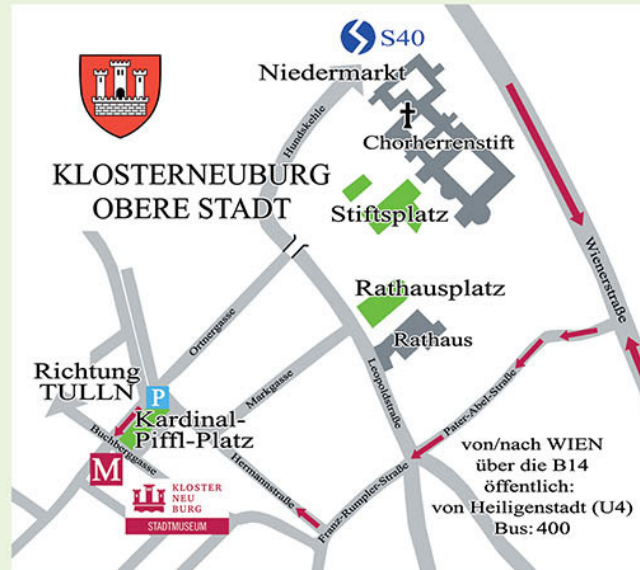 S40
Niedermarkt
Hundskehle
Chorherrenstift
KLOSTERNEUBURG
OBERE STADT
Stiftsplatz
Wienerstraße
Rathausplatz
Ortnergasse
Rathaus
Markgasse
Leopoldstraße
Richtung
TULLN
P
Kardinal-
Piffl-Platz
Pater-Abel-Straße
Buchberggasse
M
Hermannstraße
Franz-Rumpler-Straße
KLOSTER
NEU
BURG
STADTMUSEUM
von/nach WIEN
über die B14
öffentlich:
von Heiligenstadt (U4)
Bus: 400